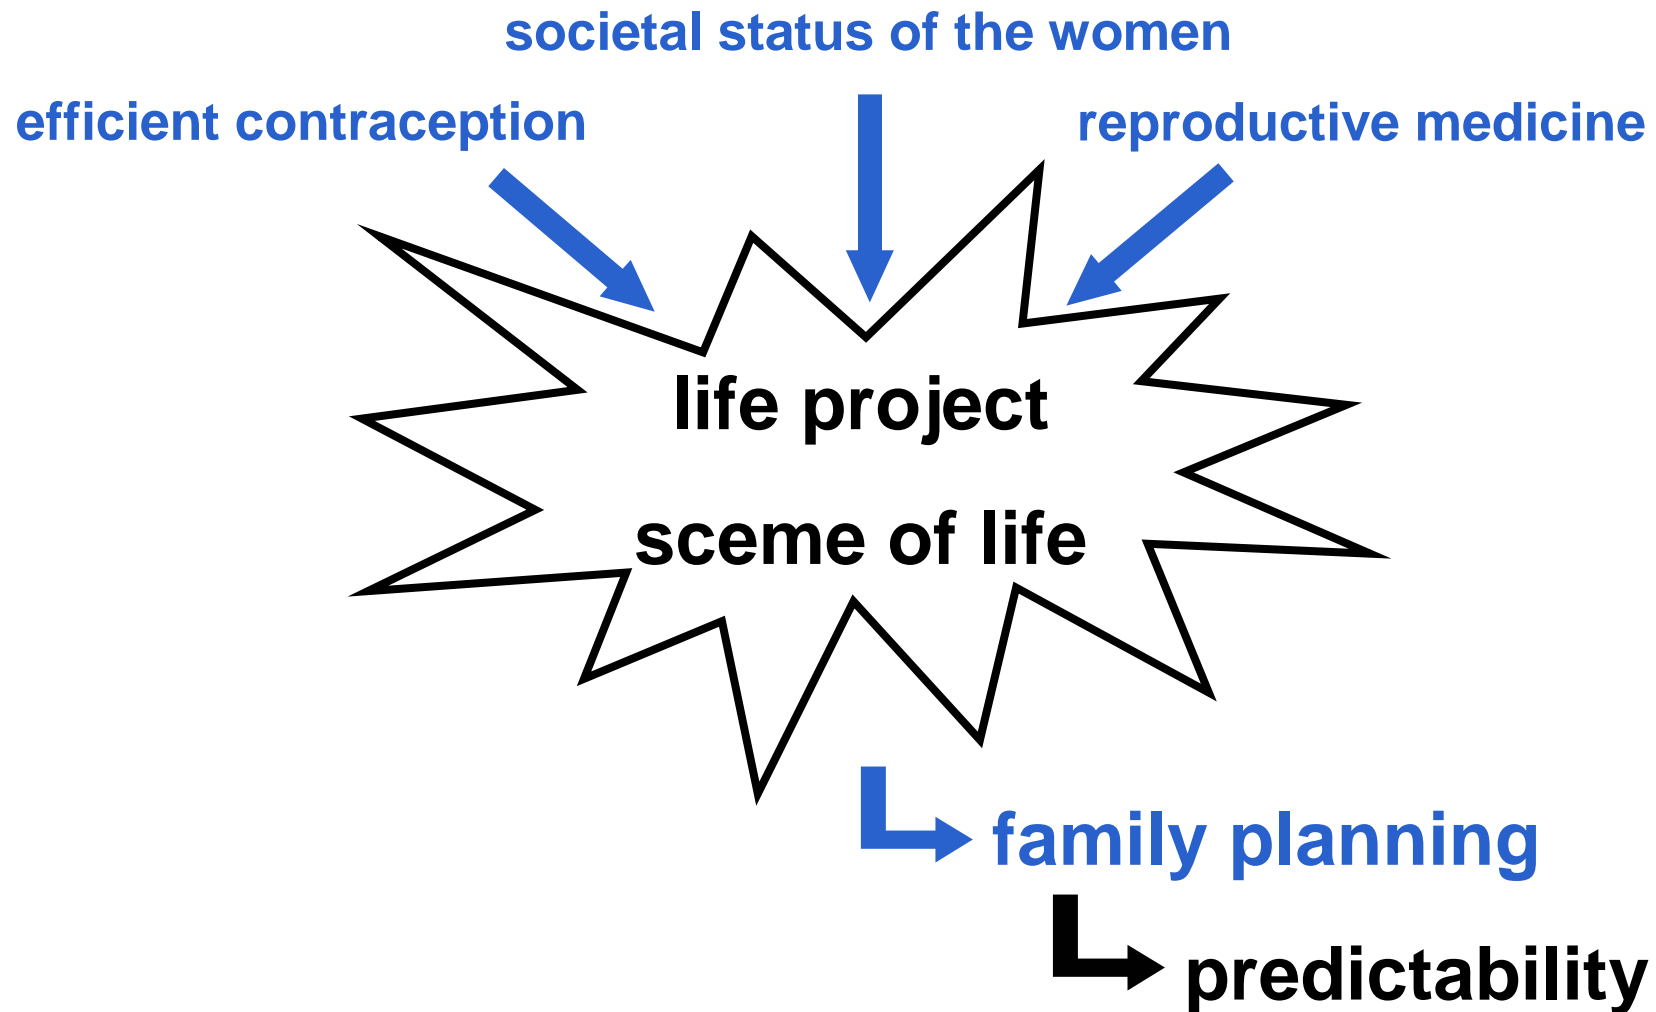 societal status of the women
efficient contraception
reproductive medicine
life project
sceme of life
family planning
predictability